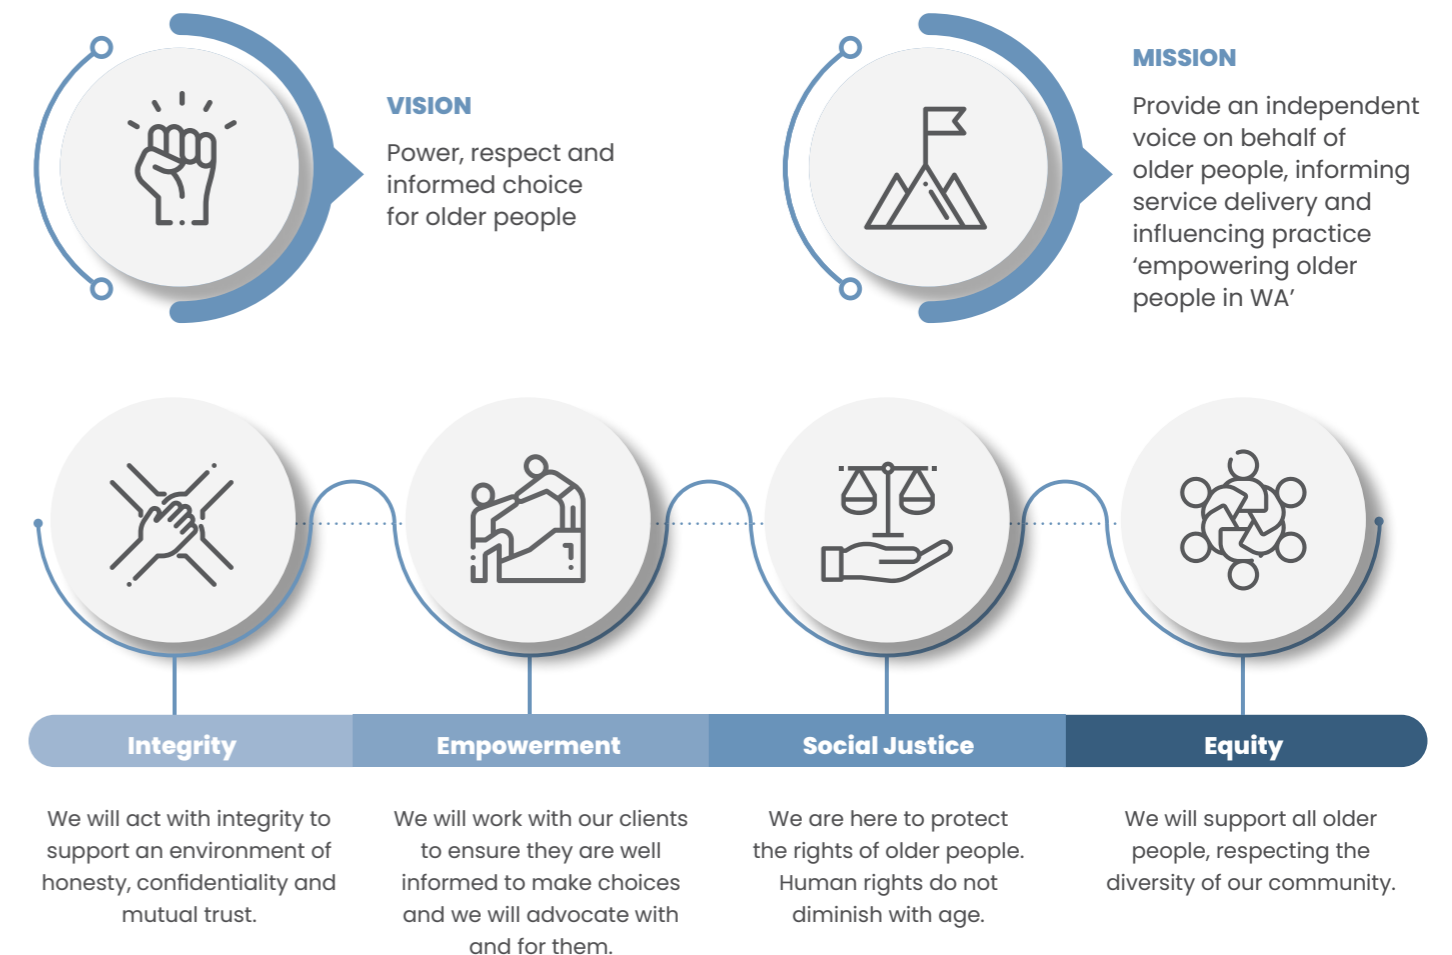 VISION
Power, respect and
informed choice
for older people
MISSION
Provide an independent
voice on behalf of
older people, informing
service delivery and
influencing practice
‘empowering older
people in WA’
Integrity
We will act with integrity to
support an environment of
honesty, confidentiality and
mutual trust.
Empowerment
We will work with our clients
to ensure they are well
informed to make choices
and we will advocate with
and for them.
Social Justice
We are here to protect
the rights of older people.
Human rights do not
diminish with age.
Equity
We will support all older
people, respecting the
diversity of our community.